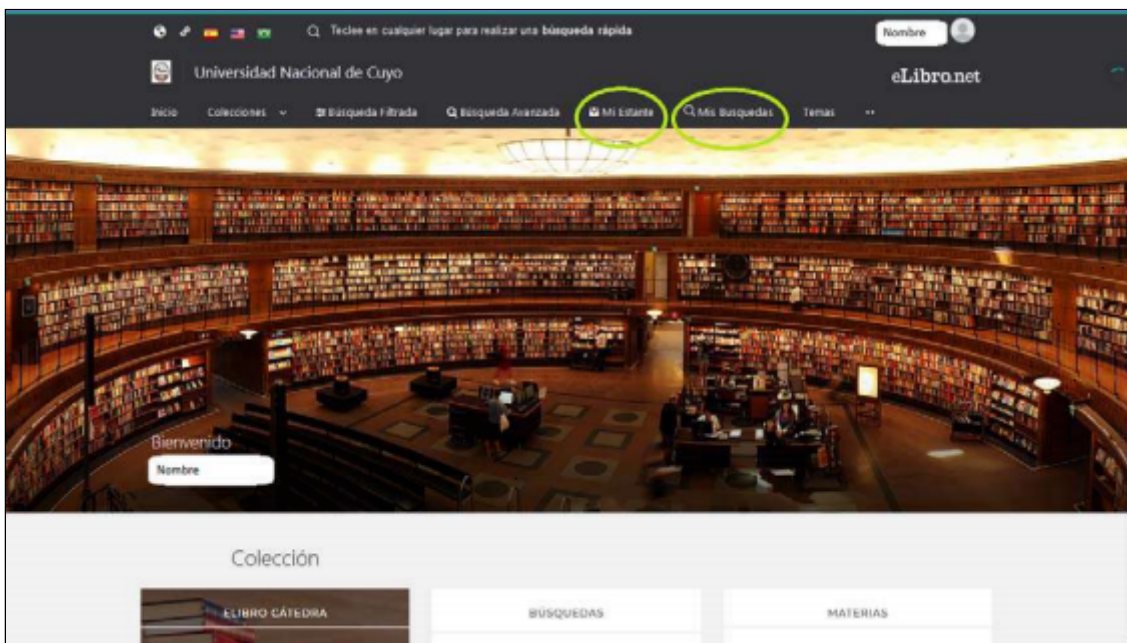 Teclee en cualquier lugar para realizar una búsqueda rápida
Nombre
Universidad Nacional de Cuyo
eLibro.net
Inicio Colecciones Búsqueda Filtrada Búsqueda Avanzada Mi Estante Mis Busquedas Temas ..
Bienvenido
Nombre
Colección
ELIBRO CÁTEDRA BÚSQUEDAS MATERIAS